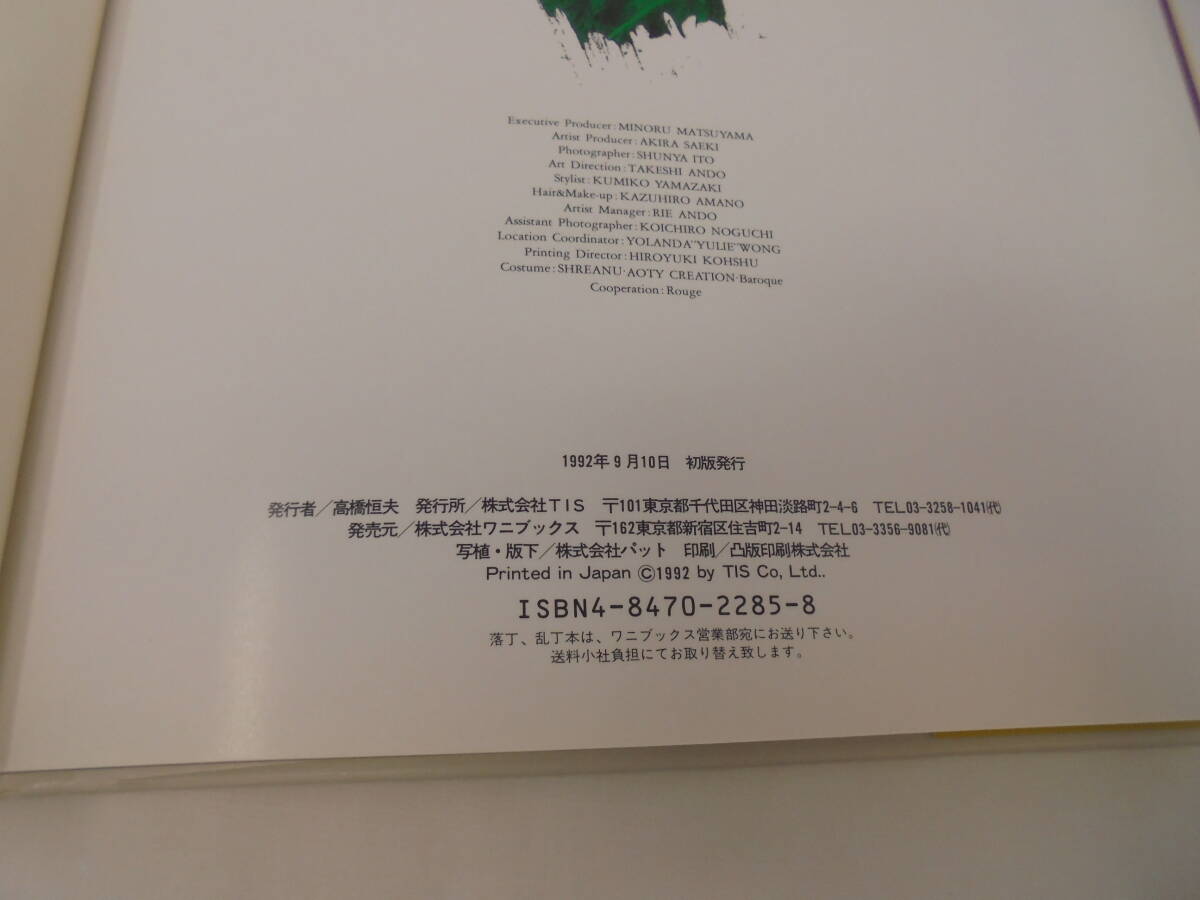 Executive Producer:MINORU MATSUYAMA
Artist Producer:AKIRA SAEKI
Photographer:SHUNYA ITO
Art Direction:TAKESHI ANDO
Stylist:KUMIKO YAMAZAKI
Hair&Make-up:KAZUHIRO AMANO
Artist Manager:RIE ANDO
Assistant Photographer:KOICHIRO NOGUCHI
Location Coordinator:YOLANDA"YULIE"WONG
Printing Director:HIROYUKI KOHSHU
Costume:SHREANU·AOTY CREATION·Baroque
Cooperation:Rouge
1992年9月10日 初版発行
発行者/高橋恒夫 発行所/株式会社TIS 〒101東京都千代田区神田淡路町2-4-6 TEL03-3258-1041㈹
発売元/株式会社ワニブックス 〒162東京都新宿区住吉町2-14 TEL03-3356-9081㈹
写植・版下/株式会社パット 印刷/凸版印刷株式会社
Printed in Japan ©1992 by TIS Co, Ltd..
ISBN4-8470-2285-8
落丁、乱丁本は、ワニブックス営業部宛にお送り下さい。
送料小社負担にてお取り替え致します。